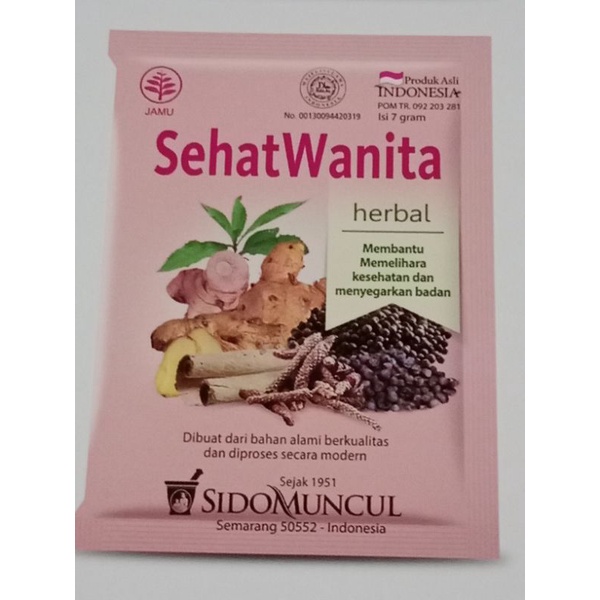 JAMU
No. 00130094420319
Produk Asli
INDONESIA
POM TR. 092 203 281
Isi 7 gram
SehatWanita
herbal
Membantu
Memelihara
kesehatan dan
menyegarkan badan
Dibuat dari bahan alami berkualitas
dan diproses secara modern
Sejak 1951
SIDOMUNCUL
Semarang 50552 - Indonesia